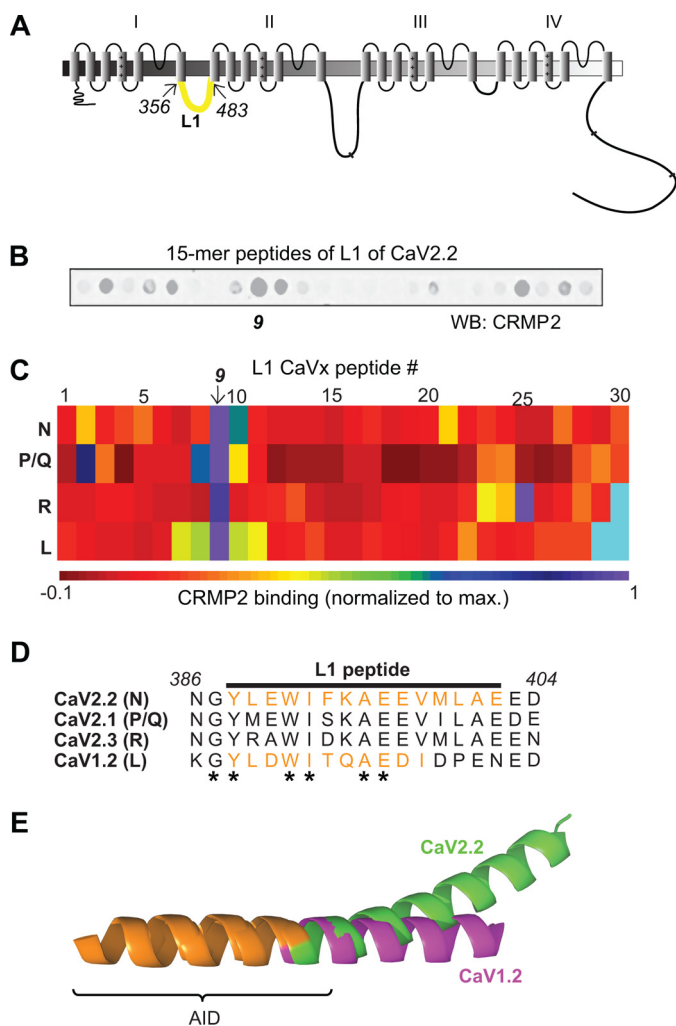 A
I II III IV
356 483
L1
B
15-mer peptides of L1 of CaV2.2
9 WB: CRMP2
C
L1 CaVx peptide #
1 5 9 10 15 20 25 30
N
P/Q
R
L
-0.1 1
CRMP2 binding (normalized to max.)
D
386 L1 peptide 404
CaV2.2 (N) N G Y L E W I F K A E E V M L A E E D
CaV2.1 (P/Q) N G Y M E W I S K A E E V I L A E D E
CaV2.3 (R) N G Y R A W I D K A E E V M L A E E N
CaV1.2 (L) K G Y L D W I T Q A E D I D P E N E D
* * * * * *
E
CaV2.2
CaV1.2
AID